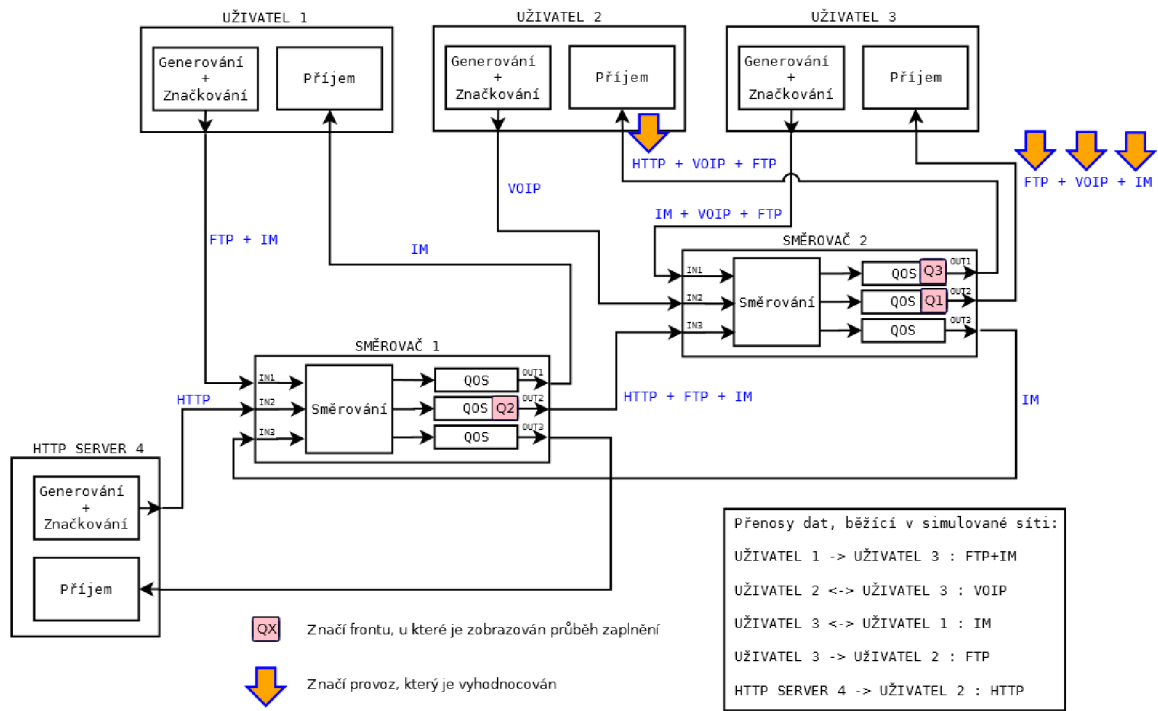 UŽIVATEL 1
UŽIVATEL 2
UŽIVATEL 3
Generování
+
Značkování
Příjem
Generování
+
Značkování
Příjem
Generování
+
Značkování
Příjem
HTTP + VOIP + FTP
FTP + VOIP + IM
VOIP
IM + VOIP + FTP
FTP + IM
IM
SMĚROVAČ 2
IN1
IN2
IN3
Směrování
QOS
Q3
OUT1
QOS
Q1
OUT2
QOS
OUT3
SMĚROVAČ 1
IN1
IN2
IN3
Směrování
QOS
OUT1
QOS
Q2
OUT2
QOS
OUT3
HTTP
HTTP + FTP + IM
IM
HTTP SERVER 4
Generování
+
Značkování
Příjem
Přenosy dat, běžící v simulované síti:
UŽIVATEL 1 -> UŽIVATEL 3 : FTP+IM
UŽIVATEL 2 <-> UŽIVATEL 3 : VOIP
UŽIVATEL 3 <-> UŽIVATEL 1 : IM
UžIVATEL 3 -> UžIVATEL 2 : FTP
HTTP SERVER 4 -> UŽIVATEL 2 : HTTP
QX
Značí frontu, u které je zobrazován průběh zaplnění
Značí provoz, který je vyhodnocován